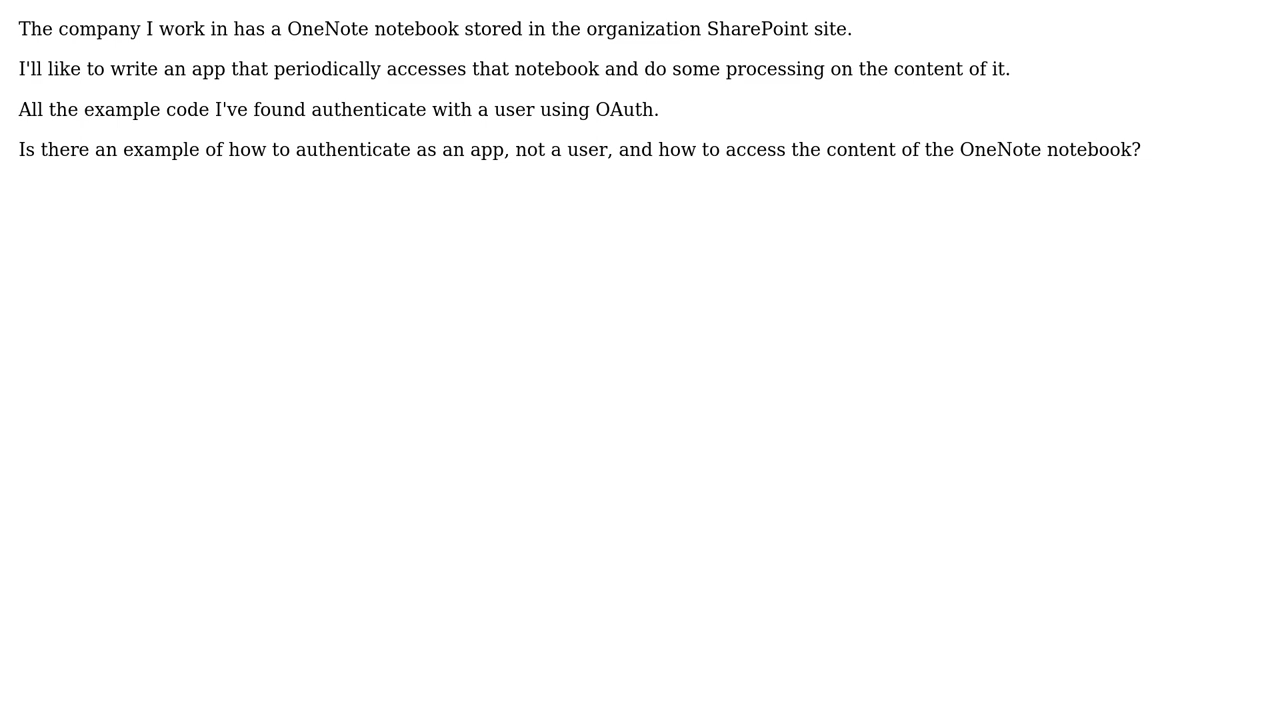 The company I work in has a OneNote notebook stored in the organization SharePoint site.
I'll like to write an app that periodically accesses that notebook and do some processing on the content of it.
All the example code I've found authenticate with a user using OAuth.
Is there an example of how to authenticate as an app, not a user, and how to access the content of the OneNote notebook?